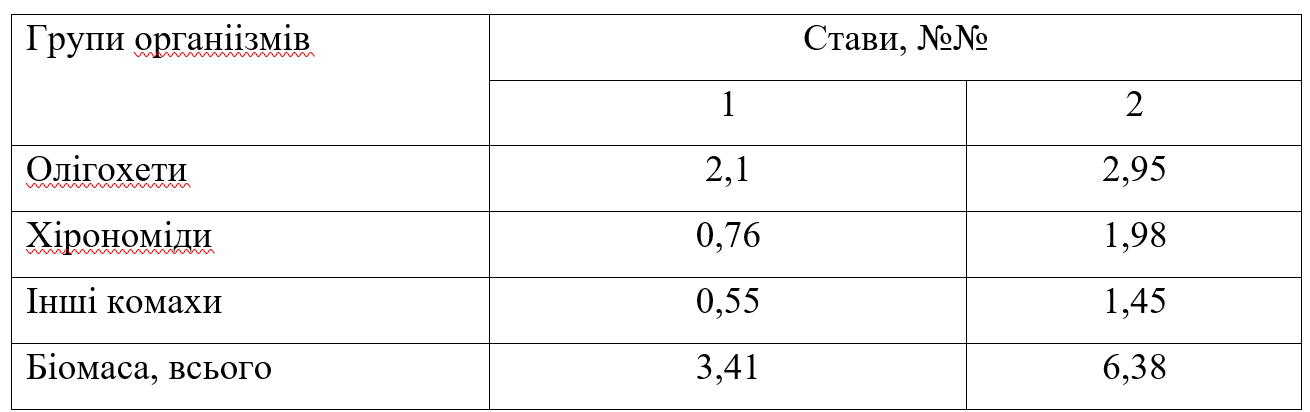 Групи органіізмів
Стави, №№
1
2
Олігохети
2,1
2,95
Хірономіди
0,76
1,98
Інші комахи
0,55
1,45
Біомаса, всього
3,41
6,38